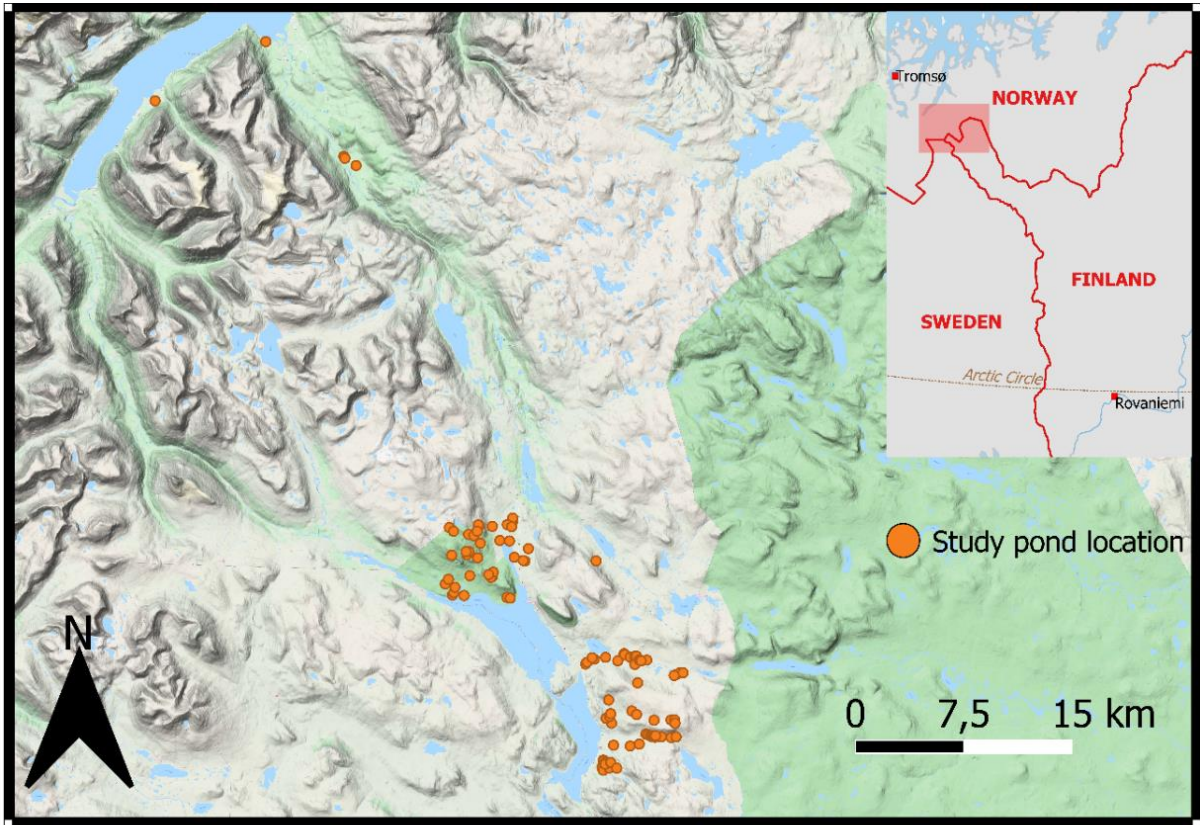 Tromsø
NORWAY
FINLAND
SWEDEN
Arctic Circle
Rovaniemi
Study pond location
N
0 7,5 15 km